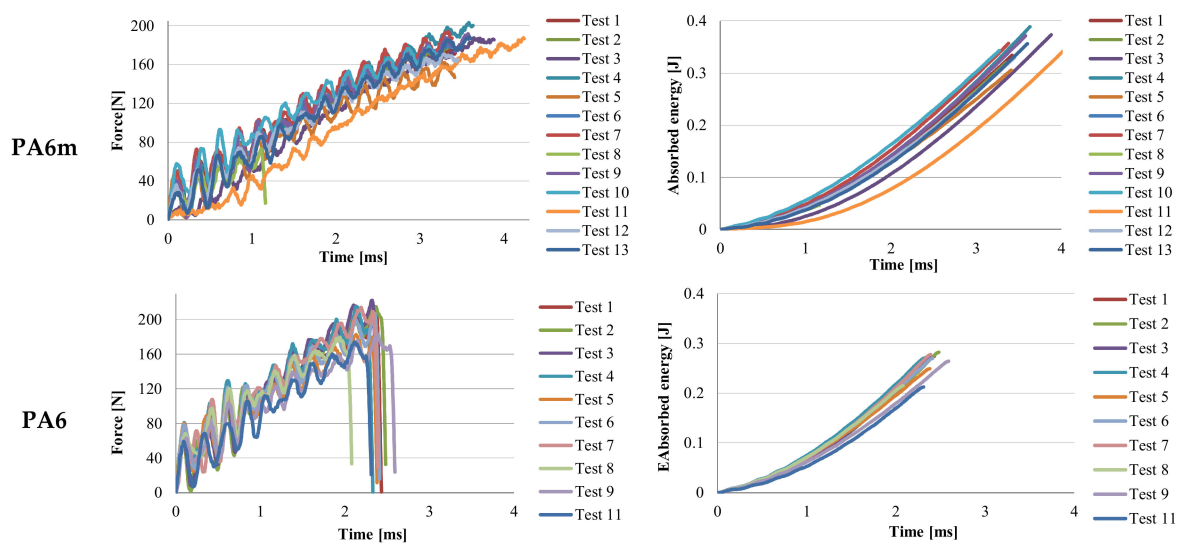 PA6m
Force[N]
200
160
120
80
40
0
0
1
2
3
4
Time [ms]
Test 1
Test 2
Test 3
Test 4
Test 5
Test 6
Test 7
Test 8
Test 9
Test 10
Test 11
Test 12
Test 13
Absorbed energy [J]
0.4
0.3
0.2
0.1
0
0
1
2
3
4
Time [ms]
Test 1
Test 2
Test 3
Test 4
Test 5
Test 6
Test 7
Test 8
Test 9
Test 10
Test 11
Test 12
Test 13
PA6
Force [N]
200
160
120
80
40
0
0
1
2
3
4
Time [ms]
Test 1
Test 2
Test 3
Test 4
Test 5
Test 6
Test 7
Test 8
Test 9
Test 11
EAbsorbed energy [J]
0.4
0.3
0.2
0.1
0
0
1
2
3
4
Time [ms]
Test 1
Test 2
Test 3
Test 4
Test 5
Test 6
Test 7
Test 8
Test 9
Test 11